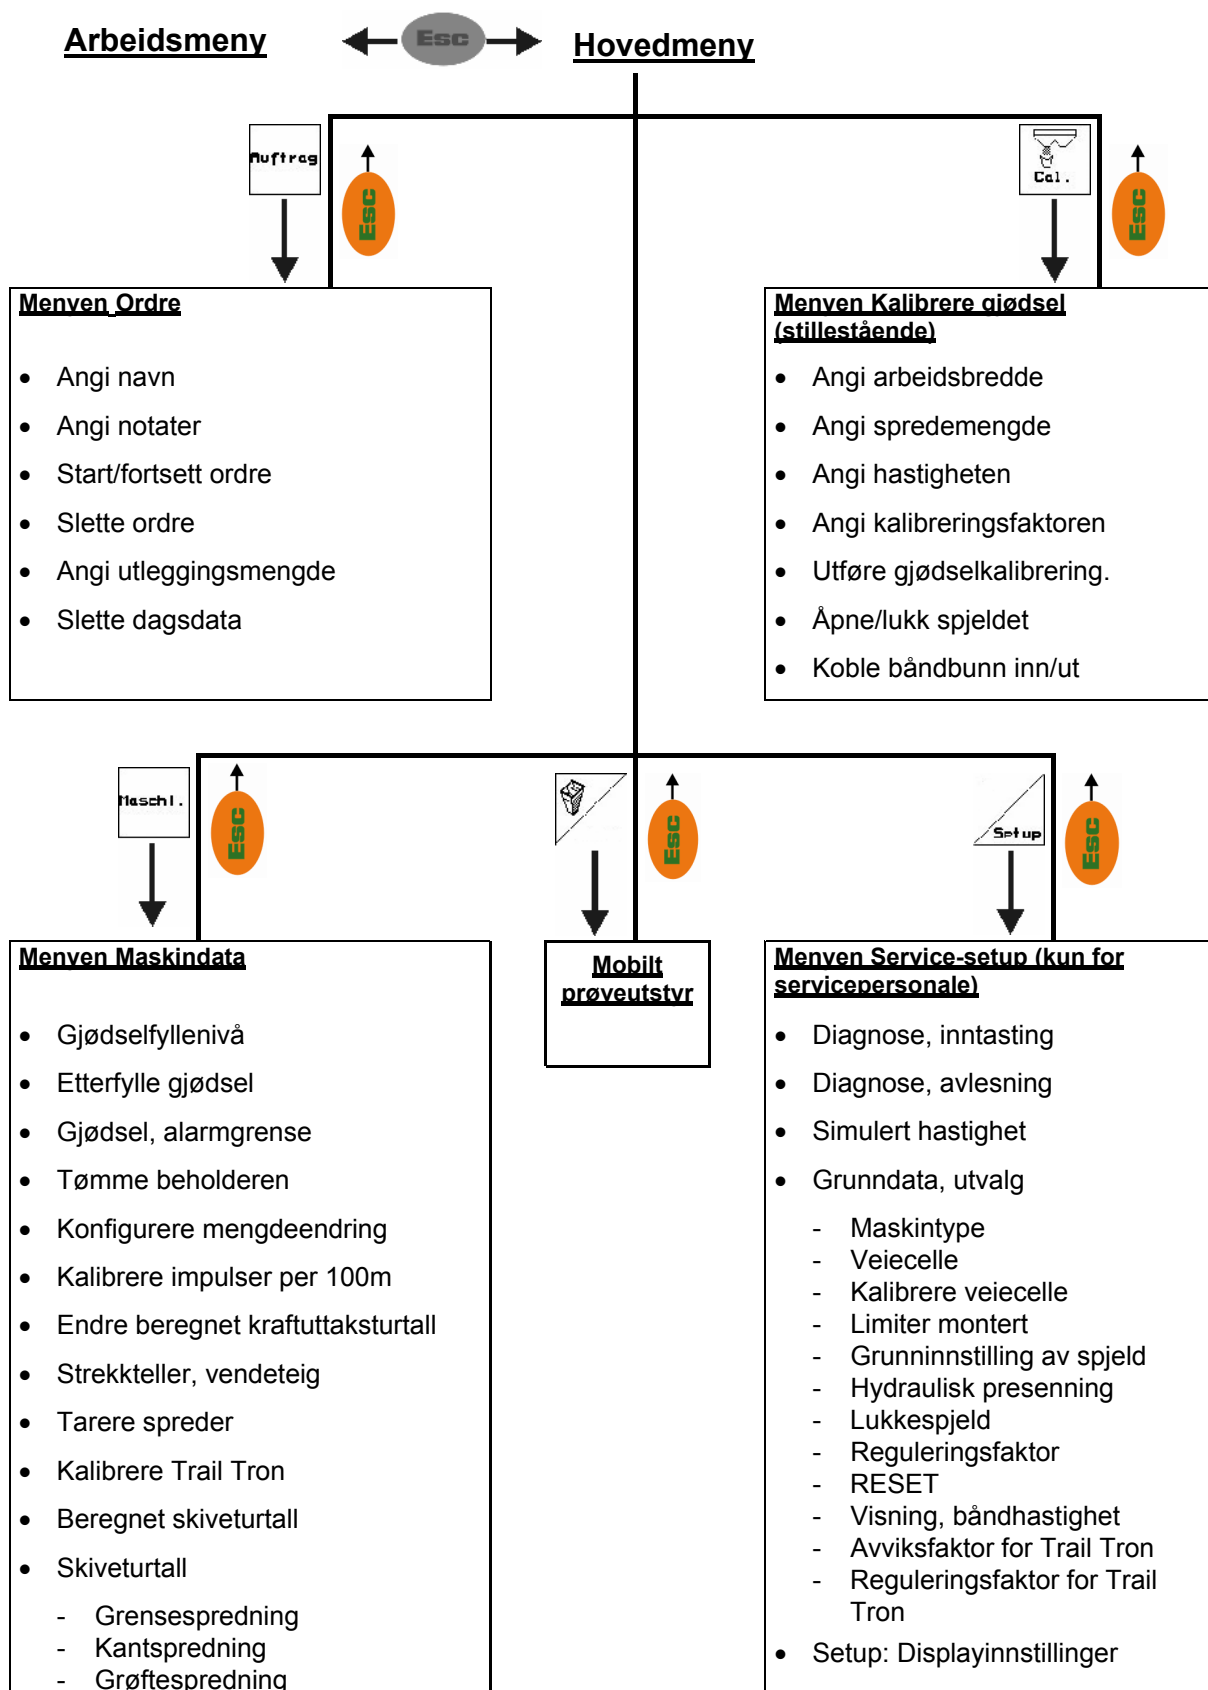 Arbeidsmeny
Esc
Hovedmeny
Auftrag
Esc
Cal.
Esc
Menyen Ordre
• Angi navn
• Angi notater
• Start/fortsett ordre
• Slette ordre
• Angi utleggingsmengde
• Slette dagsdata
Menyen Kalibrere gjødsel
(stillestående)
• Angi arbeidsbredde
• Angi spredemengde
• Angi hastigheten
• Angi kalibreringsfaktoren
• Utføre gjødselkalibrering.
• Åpne/lukk spjeldet
• Koble båndbunn inn/ut
Maschi.
Esc
Esc
Setup
Esc
Menyen Maskindata
• Gjødselfyllenivå
• Etterfylle gjødsel
• Gjødsel, alarmgrense
• Tømme beholderen
• Konfigurere mengdeendring
• Kalibrere impulser per 100m
• Endre beregnet kraftuttaksturtall
• Strekkteller, vendeteig
• Tarere spreder
• Kalibrere Trail Tron
• Beregnet skiveturtall
• Skiveturtall
- Grensespredning
- Kantspredning
- Grøftespredning
Mobilt
prøveutstyr
Menyen Service-setup (kun for
servicepersonale)
• Diagnose, inntasting
• Diagnose, avlesning
• Simulert hastighet
• Grunndata, utvalg
- Maskintype
- Veiecelle
- Kalibrere veiecelle
- Limiter montert
- Grunninnstilling av spjeld
- Hydraulisk presenning
- Lukkespjeld
- Reguleringsfaktor
- RESET
- Visning, båndhastighet
- Avviksfaktor for Trail Tron
- Reguleringsfaktor for Trail
Tron
• Setup: Displayinnstillinger